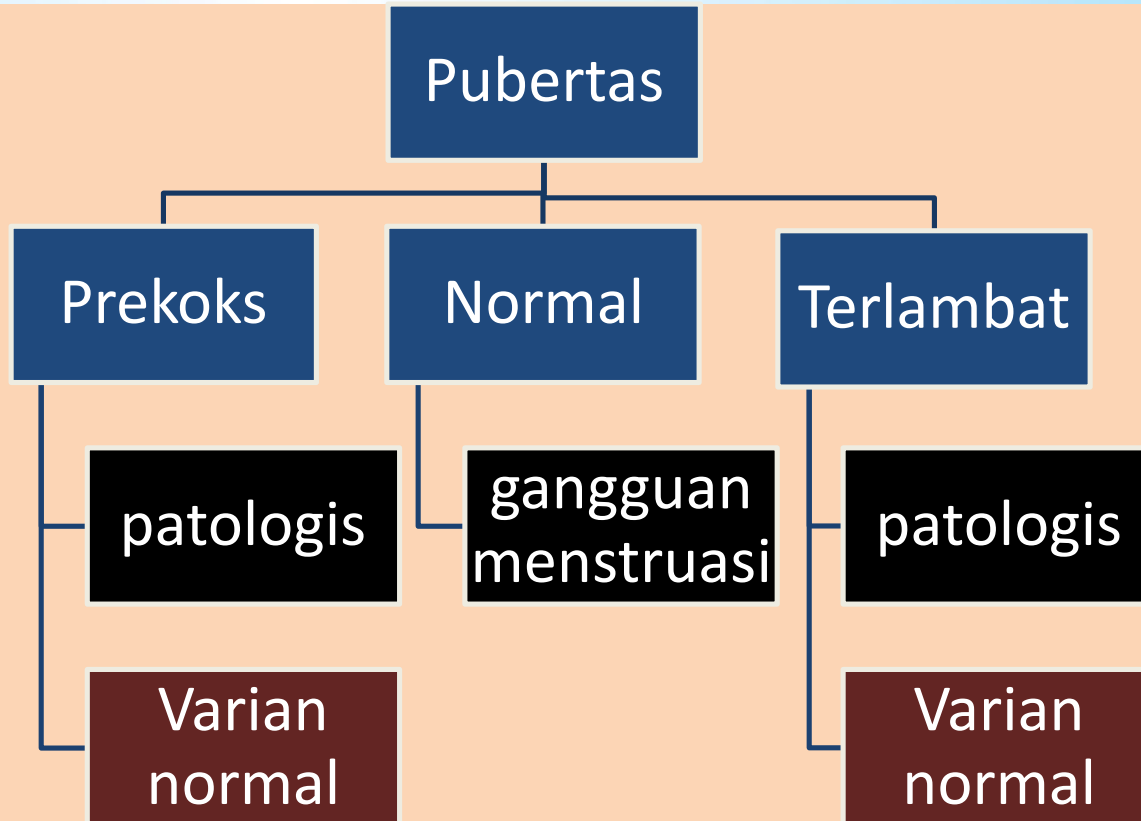 Pubertas
Prekoks
Normal
Terlambat
patologis
gangguan
menstruasi
patologis
Varian
normal
Varian
normal